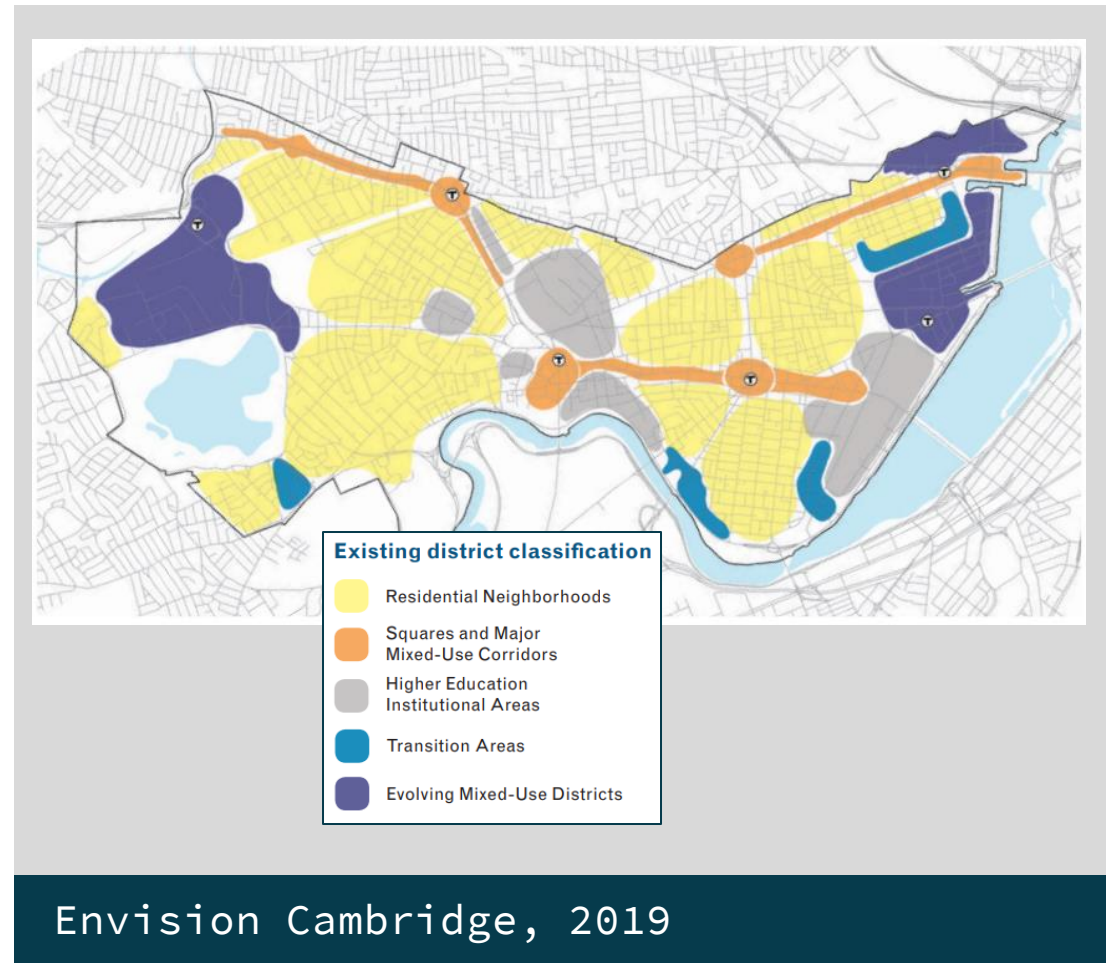 T
T
T
T
T
T
Existing district classification
Residential Neighborhoods
Squares and Major
Mixed-Use Corridors
Higher Education
Institutional Areas
Transition Areas
Evolving Mixed-Use Districts
Envision Cambridge, 2019